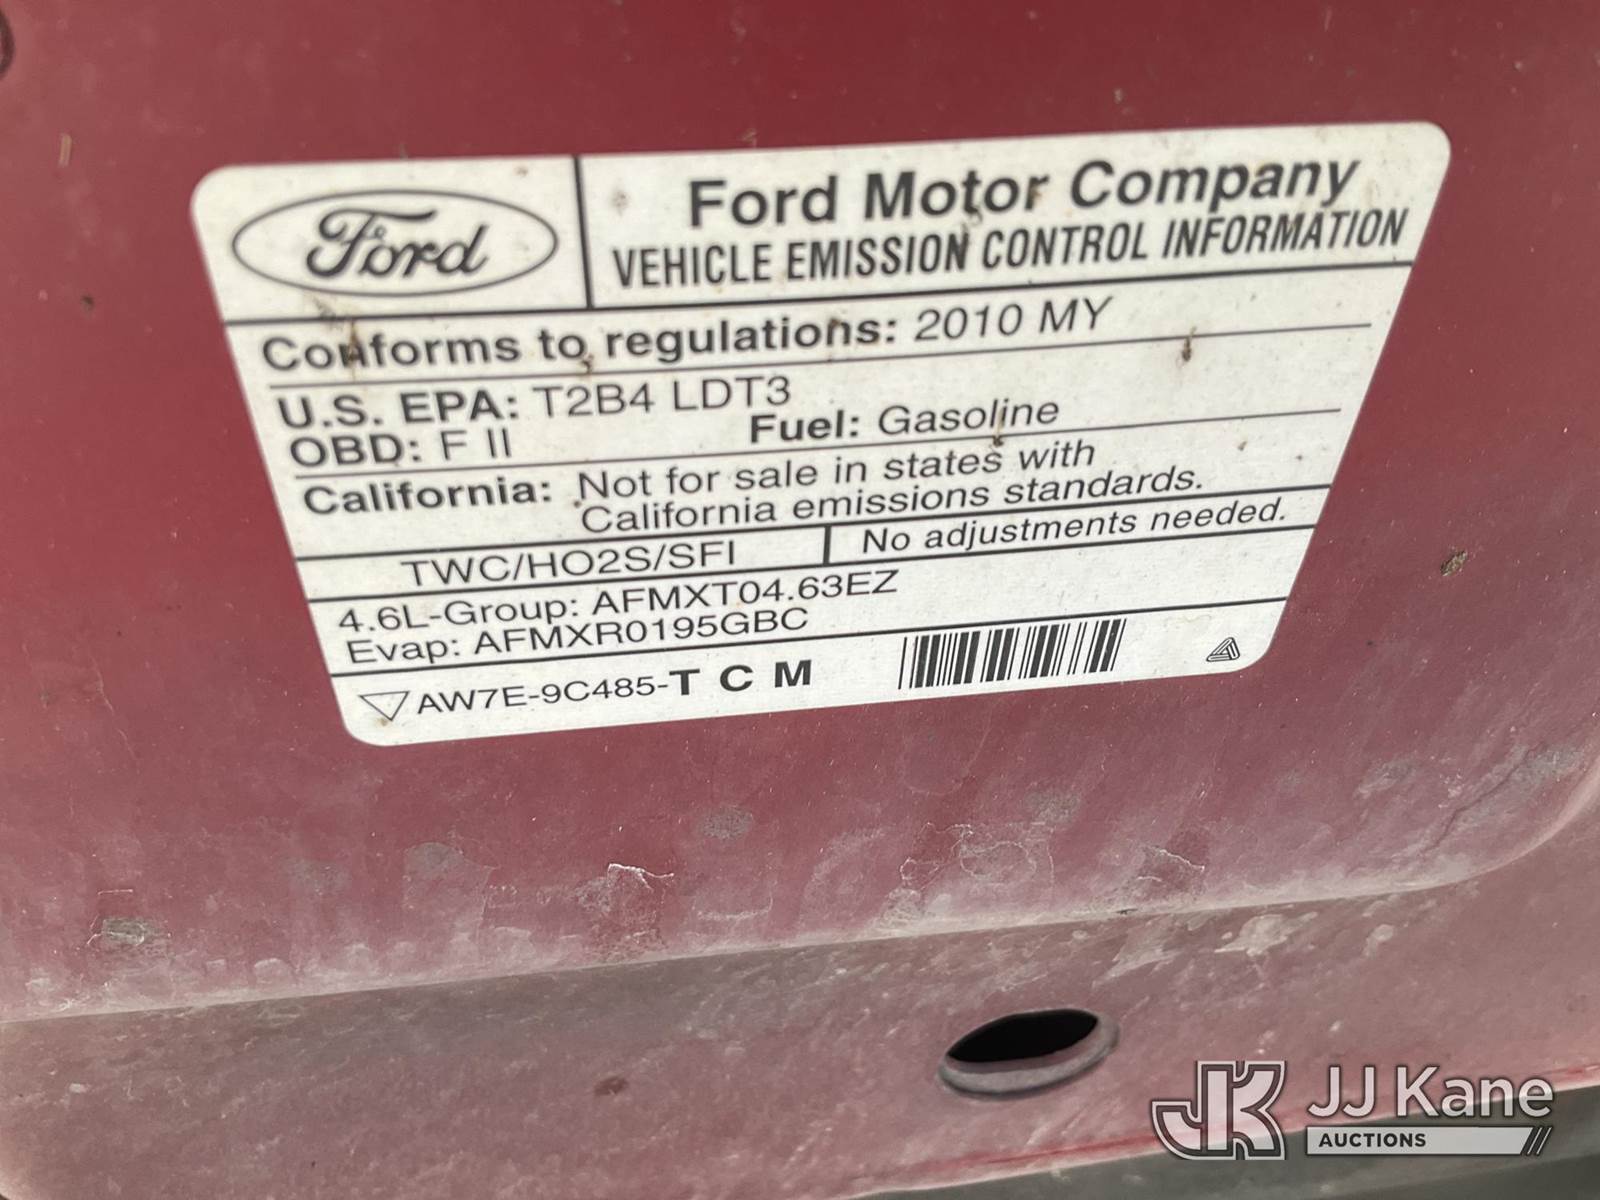 Ford
Ford Motor Company
VEHICLE EMISSION CONTROL INFORMATION
Conforms to regulations: 2010 MY
U.S. EPA: T2B4 LDT3
OBD: F II Fuel: Gasoline
California: Not for sale in states with
California emissions standards.
TWC/HO2S/SFI No adjustments needed.
4.6L-Group: AFMXT04.63EZ
Evap: AFMXR0195GBC
AW7E-9C485-T C M
JK JJ Kane
AUCTIONS